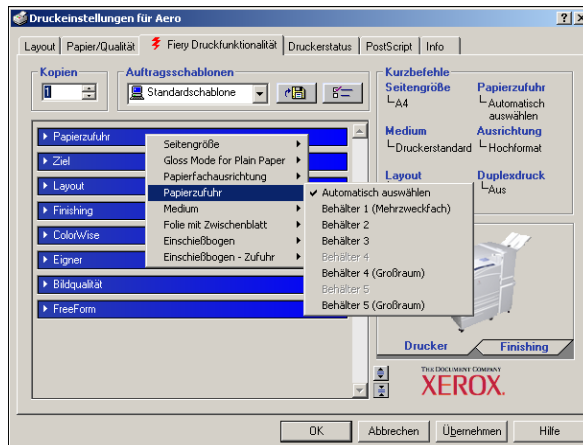 Druckeinstellungen für Aero
Layout Papier/Qualität Fiery Druckfunktionalität Druckerstatus PostScript Info
Kopien
1
Auftragsschablonen
Standardschablone
Kurzbefehle
Seitengröße
A4
Papierzufuhr
Automatisch
auswählen
Medium
Druckerstandard
Ausrichtung
Hochformat
Layout
Duplexdruck
Aus
Papierzufuhr
Ziel
Layout
Finishing
ColorWise
Eigner
Bildqualität
FreeForm
Seitengröße
Gloss Mode for Plain Paper
Papierfachausrichtung
Papierzufuhr
Medium
Folie mit Zwischenblatt
Einschießbogen
Einschießbogen - Zufuhr
Automatisch auswählen
Behälter 1 (Mehrzweckfach)
Behälter 2
Behälter 3
Behälter 4
Behälter 4 (Großraum)
Behälter 5
Behälter 5 (Großraum)
Drucker Finishing
THE DOCUMENT COMPANY
XEROX.
OK Abbrechen Übernehmen Hilfe